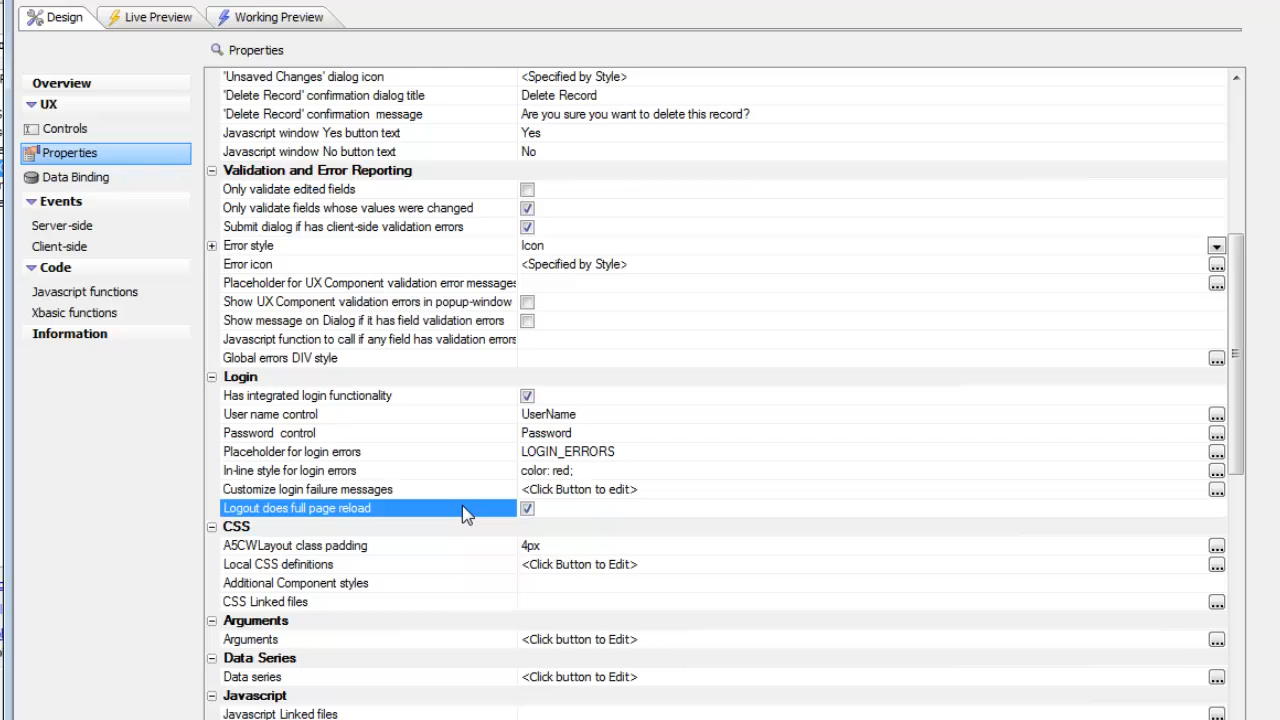 Design Live Preview Working Preview
Properties
Overview
UX
Controls
Properties
Data Binding
Events
Server-side
Client-side
Code
Javascript functions
Xbasic functions
Information
'Unsaved Changes' dialog icon <Specified by Style>
'Delete Record' confirmation dialog title Delete Record
'Delete Record' confirmation message Are you sure you want to delete this record?
Javascript window Yes button text Yes
Javascript window No button text No
Validation and Error Reporting
Only validate edited fields
Only validate fields whose values were changed
Submit dialog if has client-side validation errors
Error style Icon
Error icon <Specified by Style>
Placeholder for UX Component validation error messages
Show UX Component validation errors in popup-window
Show message on Dialog if it has field validation errors
Javascript function to call if any field has validation errors
Global errors DIV style
Login
Has integrated login functionality
User name control UserName
Password control Password
Placeholder for login errors LOGIN_ERRORS
In-line style for login errors color: red;
Customize login failure messages <Click Button to edit>
Logout does full page reload
CSS
A5CWLayout class padding 4px
Local CSS definitions <Click Button to Edit>
Additional Component styles
CSS Linked files
Arguments
Arguments <Click button to Edit>
Data Series
Data series <Click button to Edit>
Javascript
Javascript Linked files